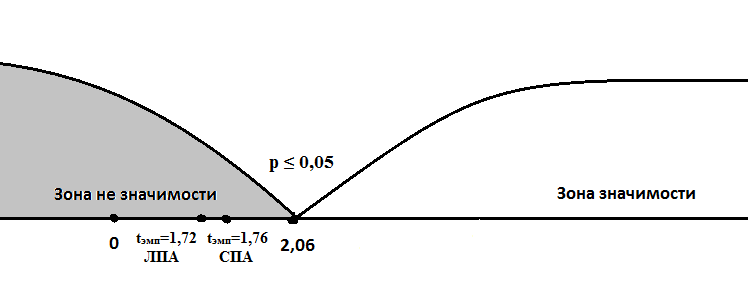 p ≤ 0,05
Зона не значимости
Зона значимости
0
tэмп=1,72
ЛПА
tэмп=1,76
СПА
2,06